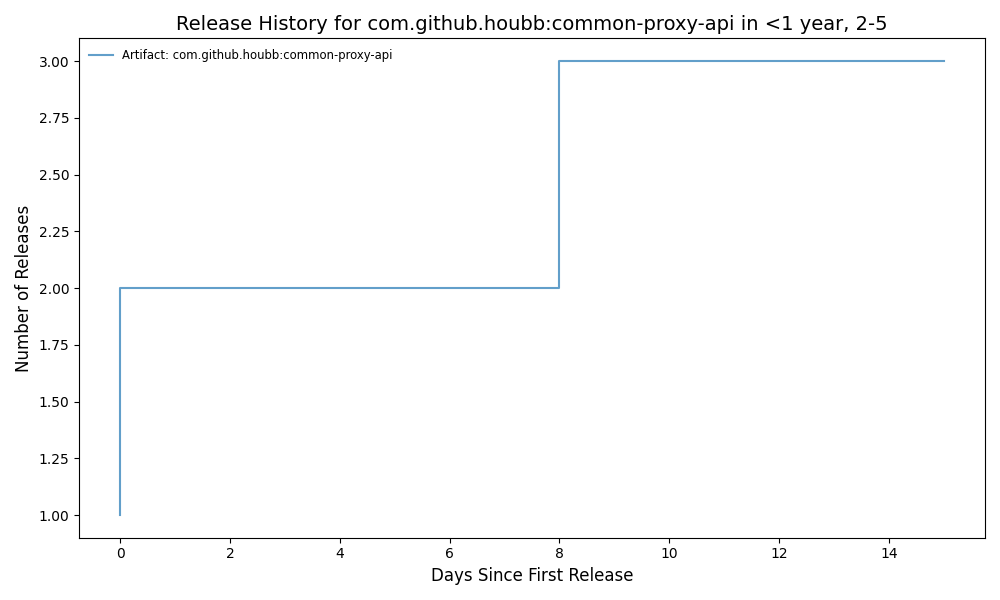 Release History for com.github.houbb:common-proxy-api in <1 year, 2-5
Artifact: com.github.houbb:common-proxy-api
Number of Releases
3.00
2.75
2.50
2.25
2.00
1.75
1.50
1.25
1.00
0 2 4 6 8 10 12 14
Days Since First Release